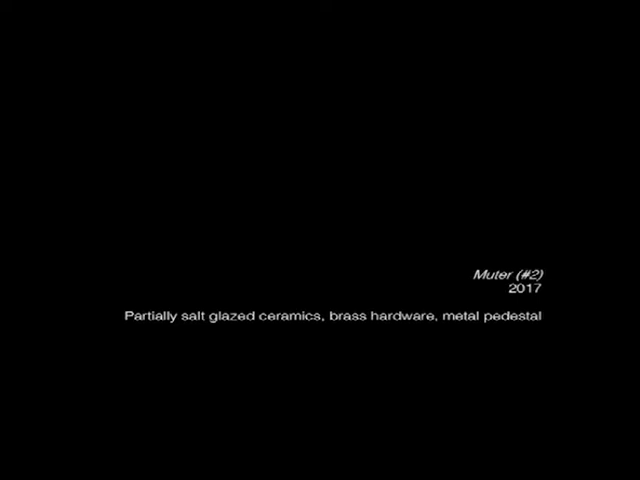 Muter (#2)
2017
Partially salt glazed ceramics, brass hardware, metal pedestal